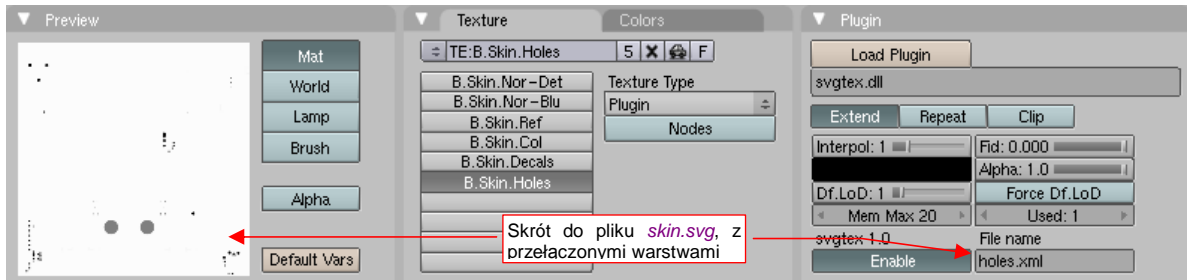 Preview
Mat
World
Lamp
Brush
Alpha
Default Vars
Texture
Colors
TE:B.Skin.Holes
5
F
B.Skin.Nor-Det
B.Skin.Nor-Blu
B.Skin.Ref
B.Skin.Col
B.Skin.Decals
B.Skin.Holes
Texture Type
Plugin
Nodes
Skrót do pliku skin.svg, z
przełączonymi warstwami
Plugin
Load Plugin
svgtex.dll
Extend
Repeat
Clip
Interpol: 1
Fid: 0.000
Alpha: 1.0
Df.LoD: 1
Force Df.LoD
Mem Max 20
Used: 1
svgtex 1.0
File name
Enable
holes.xml